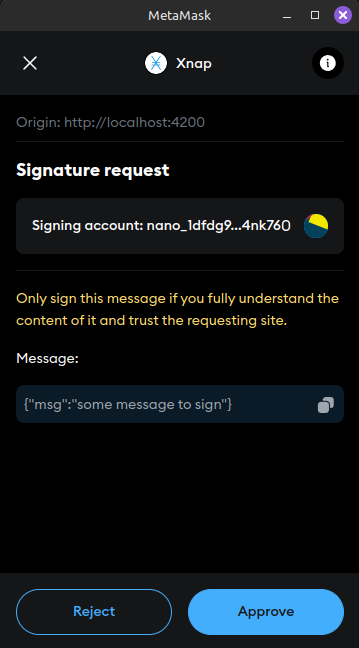 MetaMask
Xnap
Origin: http://localhost:4200
Signature request
Signing account: nano_1dfdg9...4nk760
Only sign this message if you fully understand the
content of it and trust the requesting site.
Message:
{"msg":"some message to sign"}
Reject
Approve